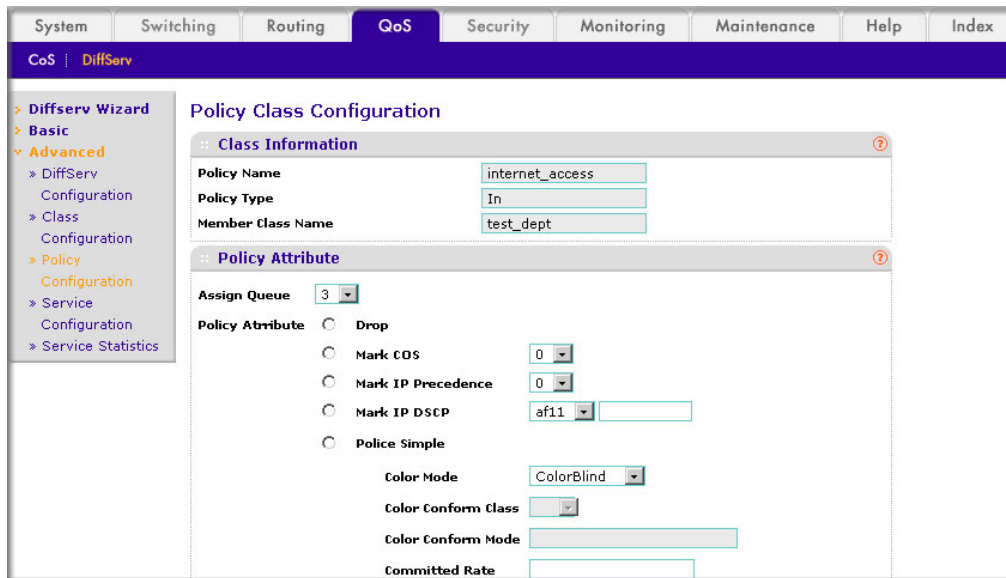 System Switching Routing QoS Security Monitoring Maintenance Help Index
CoS | DiffServ
Diffserv Wizard
Basic
Advanced
» DiffServ
Configuration
» Class
Configuration
» Policy
Configuration
» Service
Configuration
» Service Statistics
Policy Class Configuration
Class Information ?
Policy Name internet_access
Policy Type In
Member Class Name test_dept
Policy Attribute ?
Assign Queue 3
Policy Attribute Drop
Mark COS 0
Mark IP Precedence 0
Mark IP DSCP af11
Police Simple
Color Mode ColorBlind
Color Conform Class
Color Conform Mode
Committed Rate